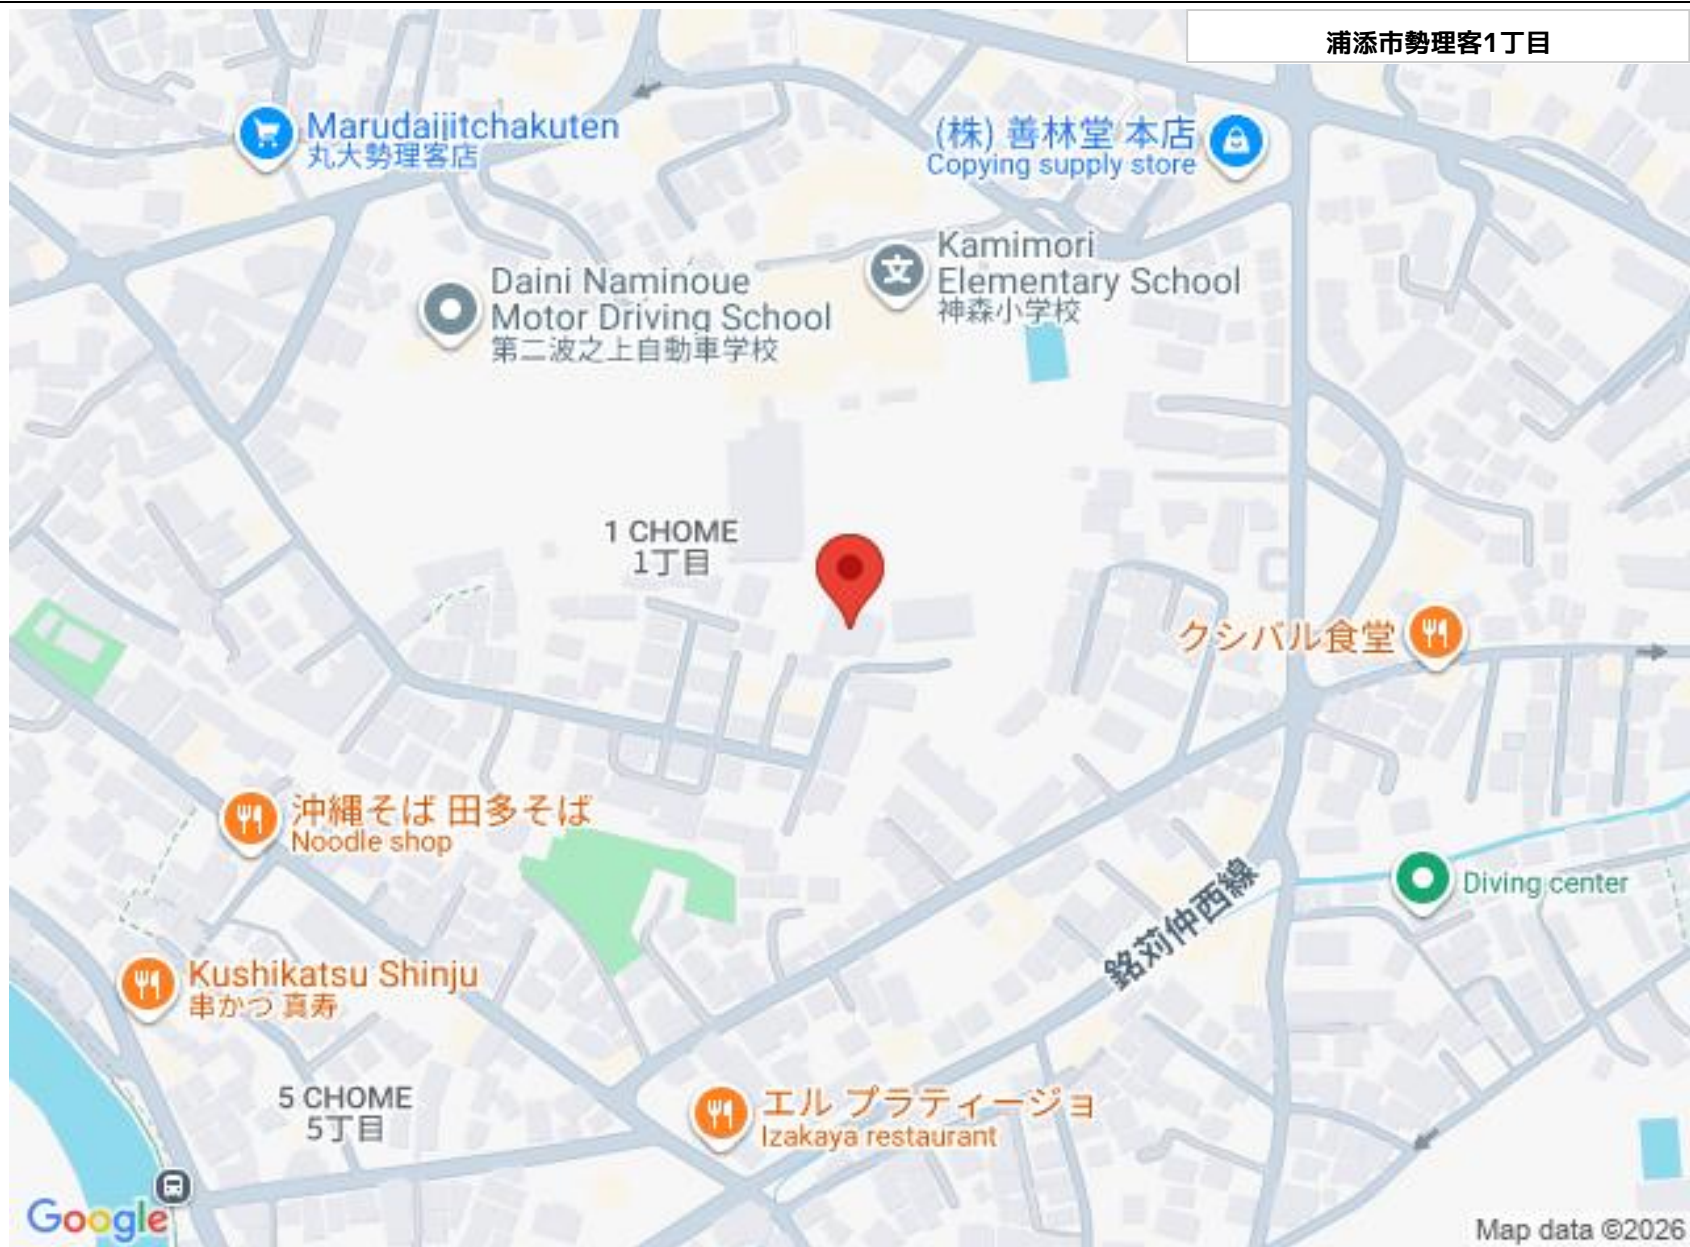 浦添市勢理客1丁目
Marudaijitchakuten
丸大勢理客店
(株) 善林堂 本店
Copying supply store
Kamimori
Elementary School
神森小学校
Daini Naminoue
Motor Driving School
第二波之上自動車学校
1 CHOME
1丁目
クシバル食堂
沖縄そば 田多そば
Noodle shop
Diving center
銘苅仲西線
Kushikatsu Shinju
串かつ 真寿
5 CHOME
5丁目
エル プラティージョ
Izakaya restaurant
Google
Map data ©2026